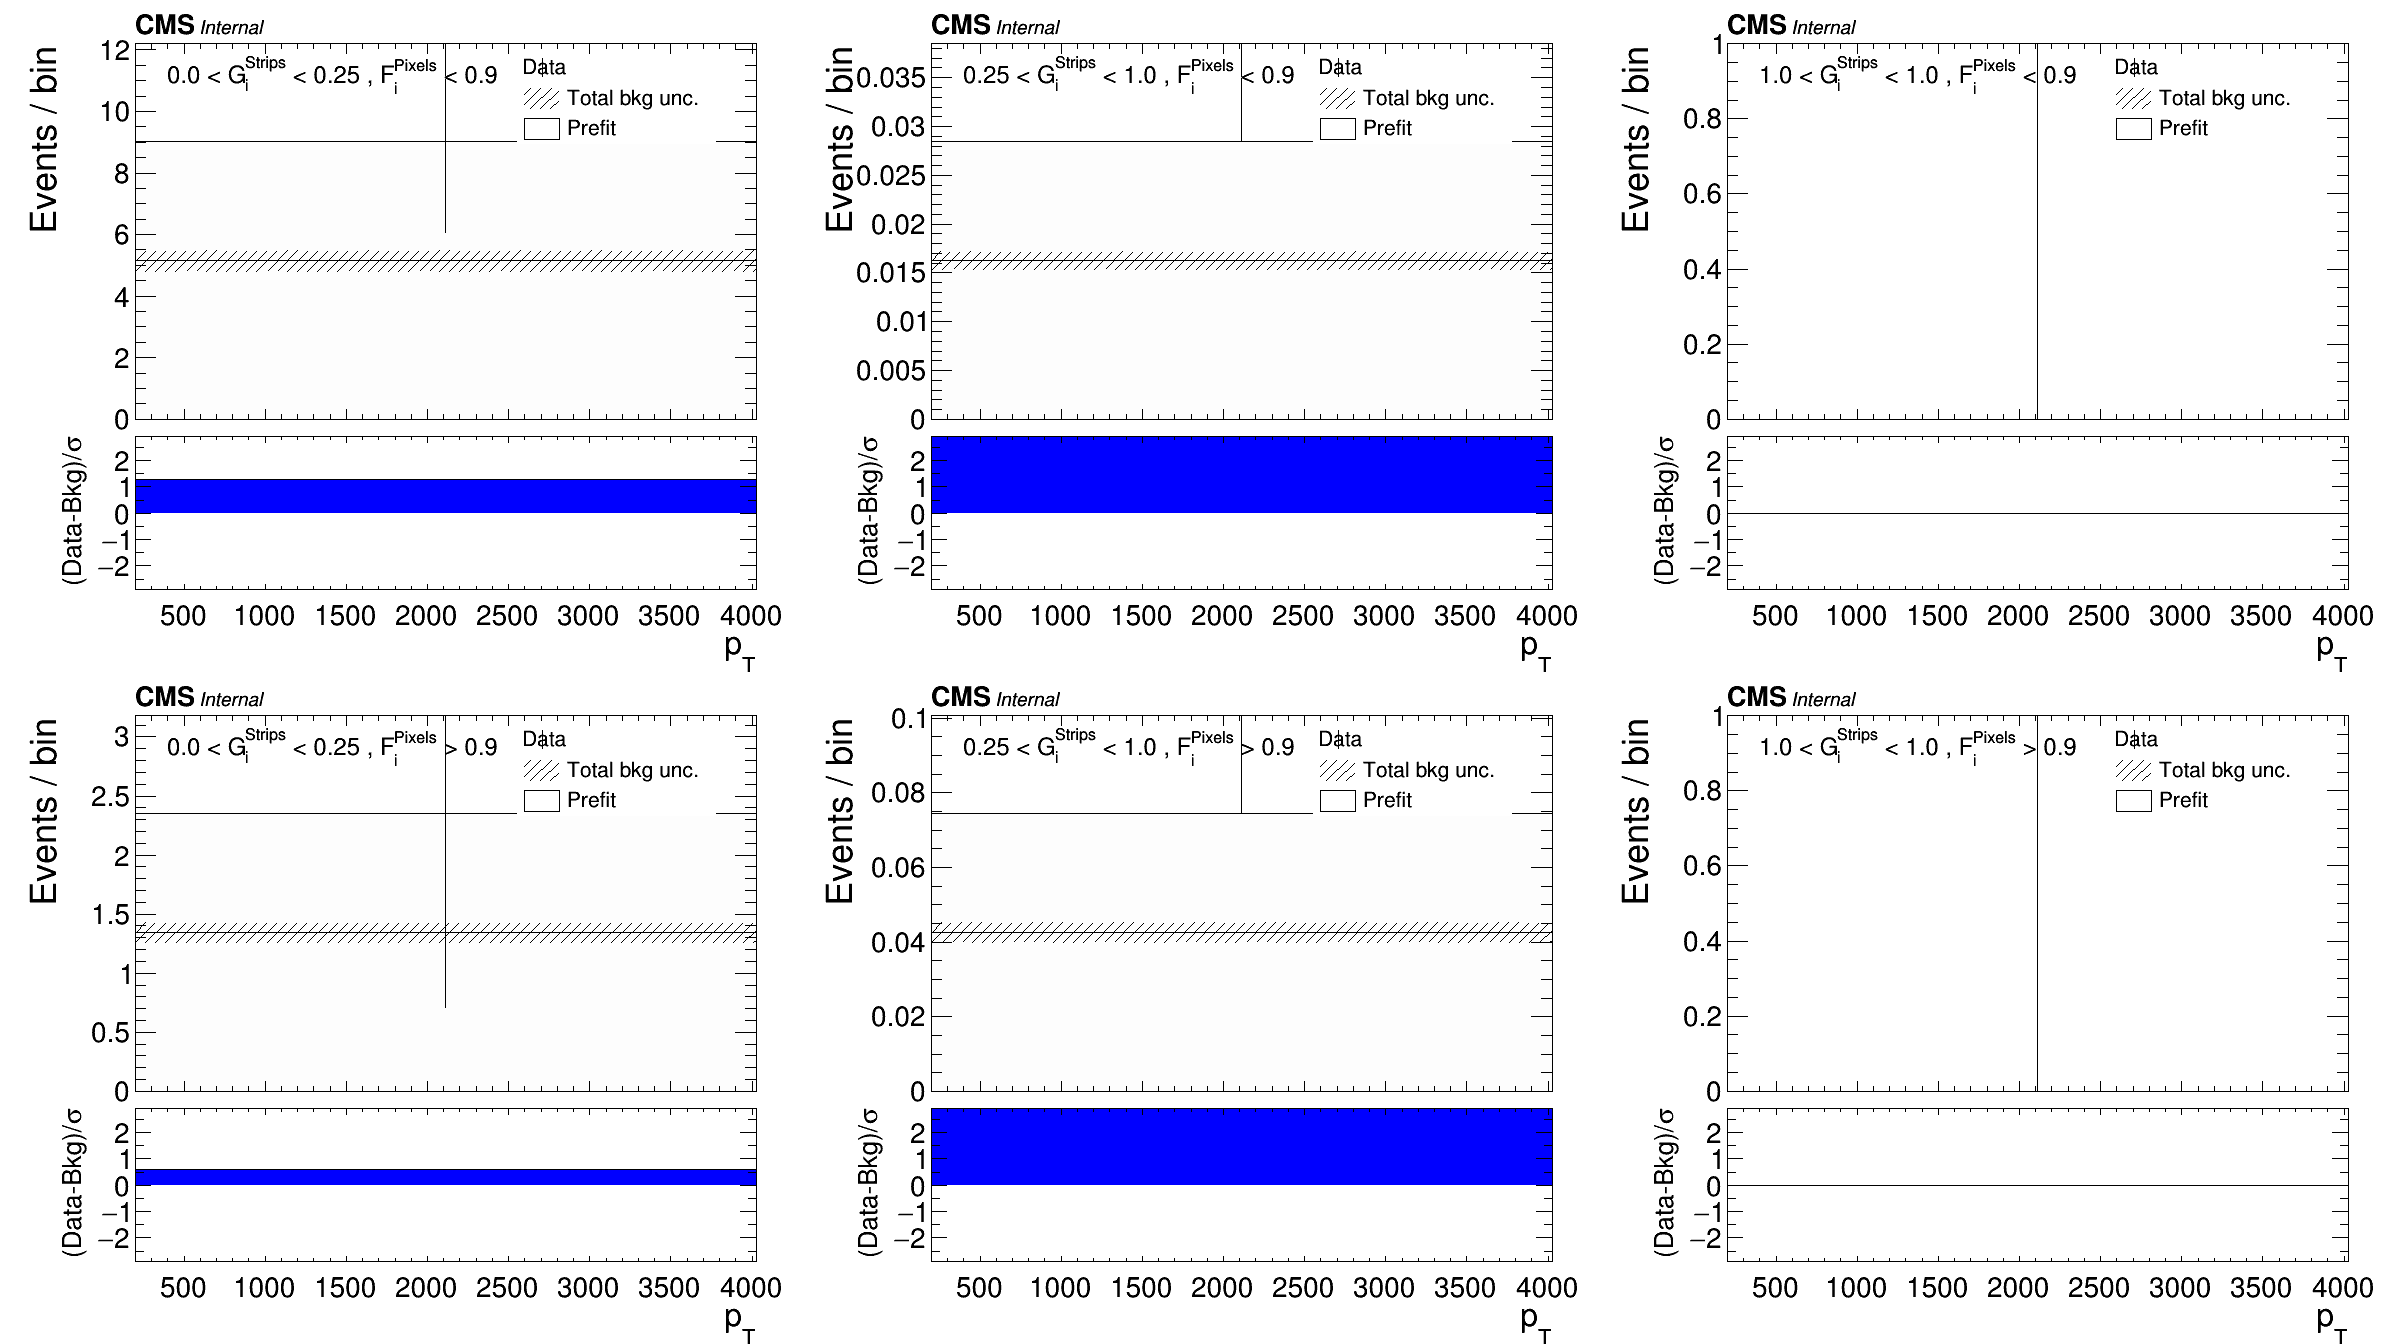 CMS Internal
Events / bin
12
10
8
6
4
2
0
0.0 < G_i^Strips < 0.25 , F_i^Pixels < 0.9
Data
Total bkg unc.
Prefit
(Data-Bkg)/σ
2
1
0
−1
−2
500 1000 1500 2000 2500 3000 3500 4000
p_T
CMS Internal
Events / bin
0.035
0.03
0.025
0.02
0.015
0.01
0.005
0
0.25 < G_i^Strips < 1.0 , F_i^Pixels < 0.9
Data
Total bkg unc.
Prefit
(Data-Bkg)/σ
2
1
0
−1
−2
500 1000 1500 2000 2500 3000 3500 4000
p_T
CMS Internal
Events / bin
1
0.8
0.6
0.4
0.2
0
1.0 < G_i^Strips < 1.0 , F_i^Pixels < 0.9
Data
Total bkg unc.
Prefit
(Data-Bkg)/σ
2
1
0
−1
−2
500 1000 1500 2000 2500 3000 3500 4000
p_T
CMS Internal
Events / bin
3
2.5
2
1.5
1
0.5
0
0.0 < G_i^Strips < 0.25 , F_i^Pixels > 0.9
Data
Total bkg unc.
Prefit
(Data-Bkg)/σ
2
1
0
−1
−2
500 1000 1500 2000 2500 3000 3500 4000
p_T
CMS Internal
Events / bin
0.1
0.08
0.06
0.04
0.02
0
0.25 < G_i^Strips < 1.0 , F_i^Pixels > 0.9
Data
Total bkg unc.
Prefit
(Data-Bkg)/σ
2
1
0
−1
−2
500 1000 1500 2000 2500 3000 3500 4000
p_T
CMS Internal
Events / bin
1
0.8
0.6
0.4
0.2
0
1.0 < G_i^Strips < 1.0 , F_i^Pixels > 0.9
Data
Total bkg unc.
Prefit
(Data-Bkg)/σ
2
1
0
−1
−2
500 1000 1500 2000 2500 3000 3500 4000
p_T